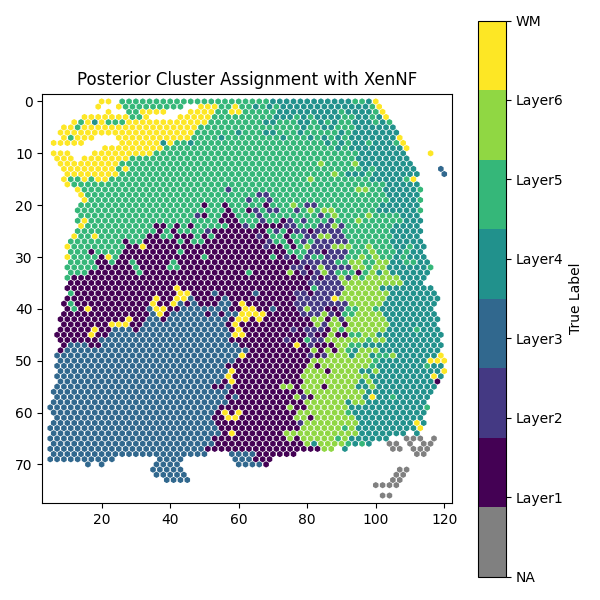 Posterior Cluster Assignment with XenNF
0
10
20
30
40
50
60
70
20
40
60
80
100
120
WM
Layer6
Layer5
Layer4
Layer3
Layer2
Layer1
NA
True Label